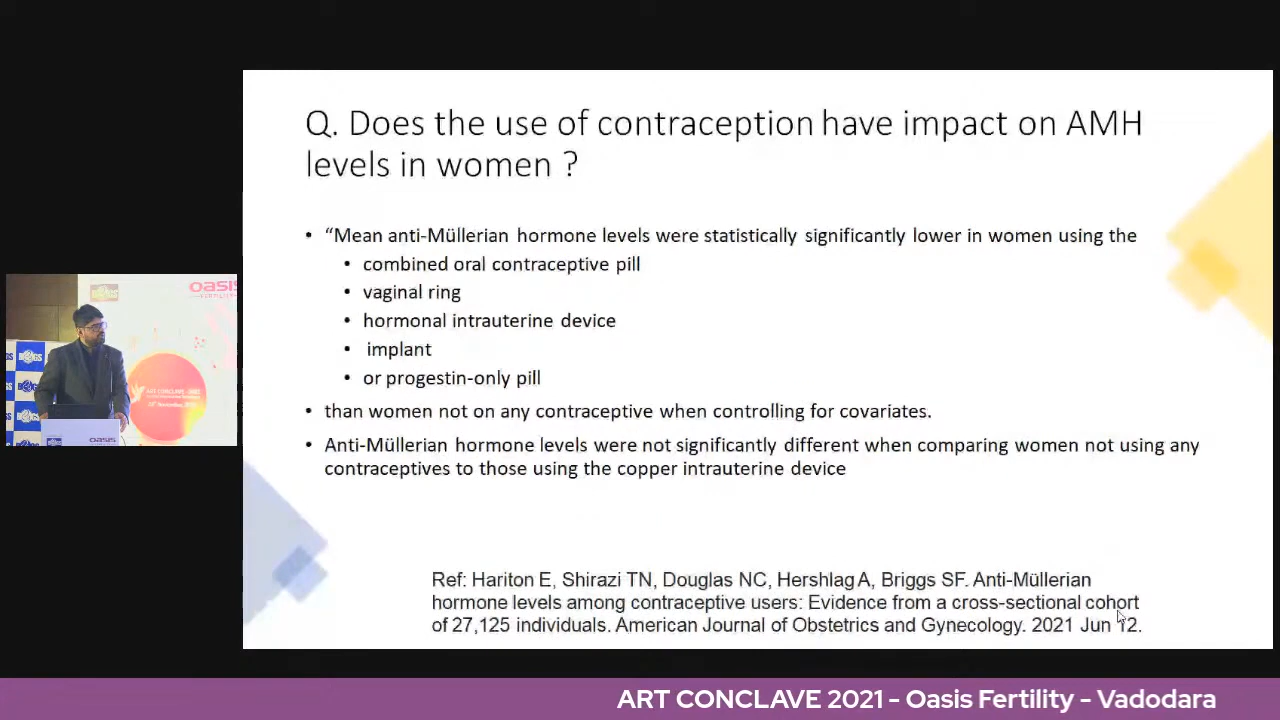 Q. Does the use of contraception have impact on AMH
levels in women ?
• “Mean anti-Müllerian hormone levels were statistically significantly lower in women using the
• combined oral contraceptive pill
• vaginal ring
• hormonal intrauterine device
• implant
• or progestin-only pill
• than women not on any contraceptive when controlling for covariates.
• Anti-Müllerian hormone levels were not significantly different when comparing women not using any
contraceptives to those using the copper intrauterine device
Ref: Hariton E, Shirazi TN, Douglas NC, Hershlag A, Briggs SF. Anti-Müllerian
hormone levels among contraceptive users: Evidence from a cross-sectional cohort
of 27,125 individuals. American Journal of Obstetrics and Gynecology. 2021 Jun 12.
oasis
FERTILITY
oasis
ART CONCLAVE 2021 - Oasis Fertility - Vadodara